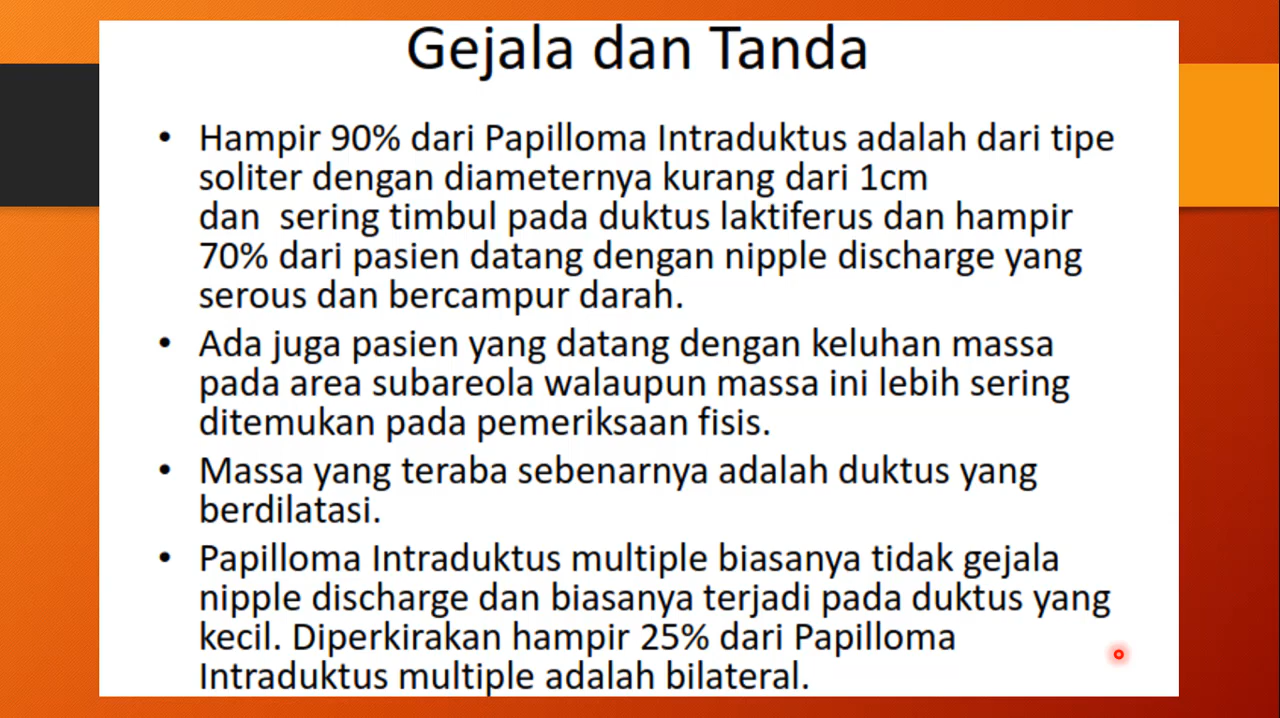 Gejala dan Tanda
• Hampir 90% dari Papilloma Intraduktus adalah dari tipe
soliter dengan diameternya kurang dari 1cm
dan  sering timbul pada duktus laktiferus dan hampir
70% dari pasien datang dengan nipple discharge yang
serous dan bercampur darah.
• Ada juga pasien yang datang dengan keluhan massa
pada area subareola walaupun massa ini lebih sering
ditemukan pada pemeriksaan fisis.
• Massa yang teraba sebenarnya adalah duktus yang
berdilatasi.
• Papilloma Intraduktus multiple biasanya tidak gejala
nipple discharge dan biasanya terjadi pada duktus yang
kecil. Diperkirakan hampir 25% dari Papilloma
Intraduktus multiple adalah bilateral.